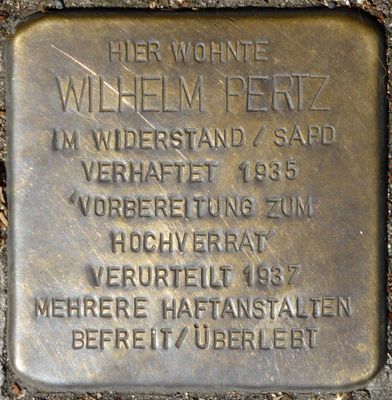 HIER WOHNTE
WILHELM PERTZ
IM WIDERSTAND / SAPD
VERHAFTET 1935
'VORBEREITUNG ZUM
HOCHVERRAT'
VERURTEILT 1937
MEHRERE HAFTANSTALTEN
BEFREIT/ÜBERLEBT